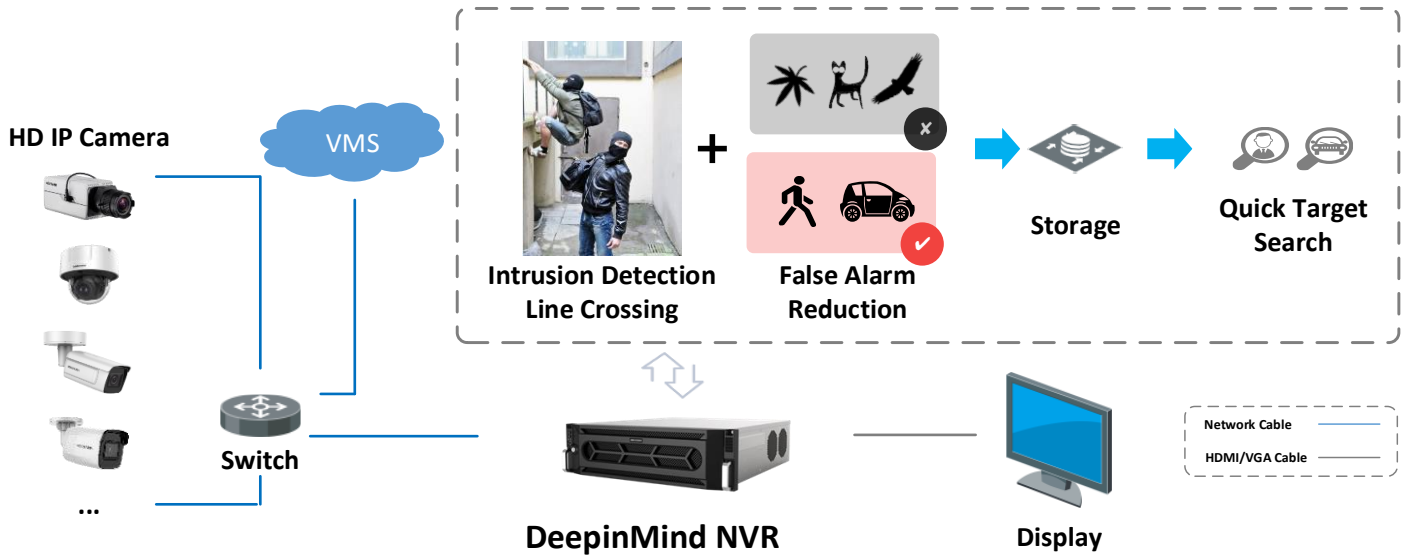 HD IP Camera
VMS
Intrusion Detection
Line Crossing
+
False Alarm
Reduction
Storage
Quick Target
Search
Switch
...
DeepinMind NVR
Display
Network Cable
HDMI/VGA Cable